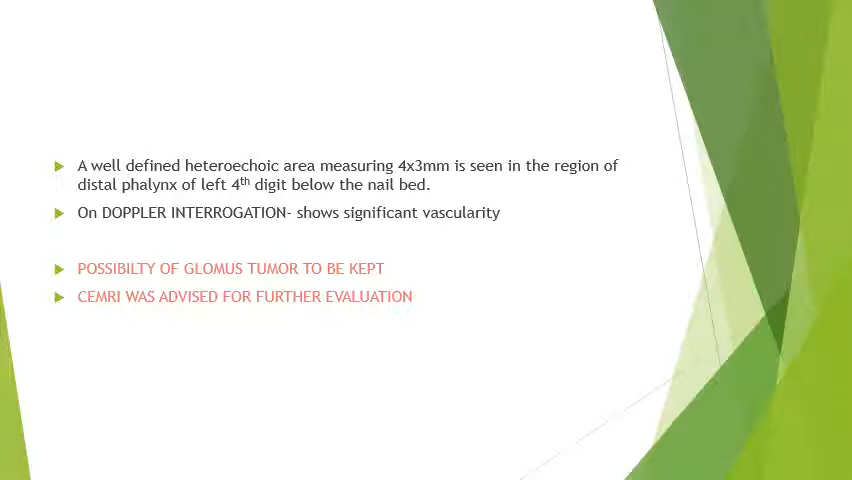 A well defined heteroechoic area measuring 4x3mm is seen in the region of
distal phalynx of left 4th digit below the nail bed.
On DOPPLER INTERROGATION- shows significant vascularity
POSSIBILTY OF GLOMUS TUMOR TO BE KEPT
CEMRI WAS ADVISED FOR FURTHER EVALUATION